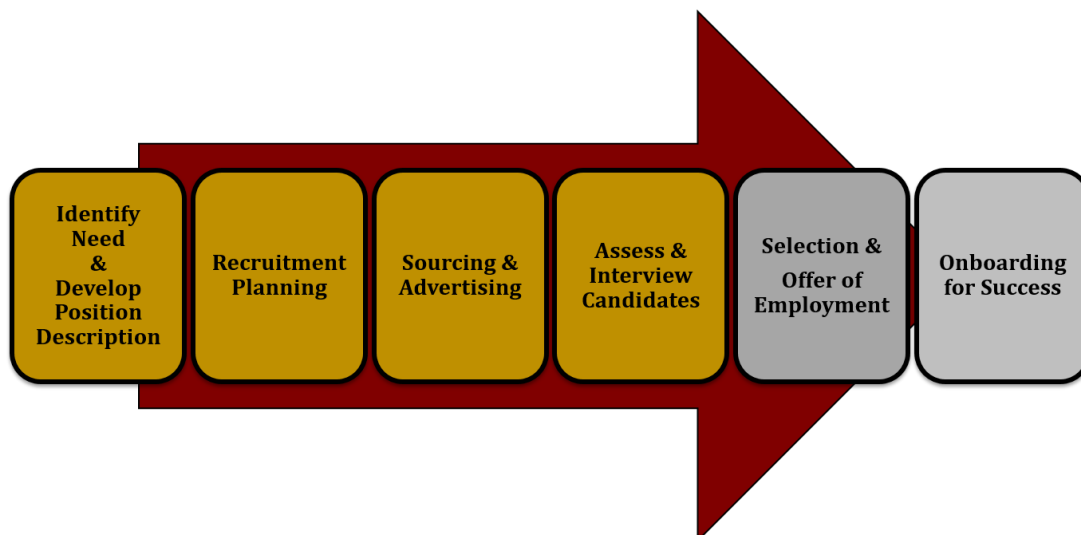 Identify
Need
&
Develop
Position
Description
Recruitment
Planning
Sourcing &
Advertising
Assess &
Interview
Candidates
Selection &
Offer of
Employment
Onboarding
for Success